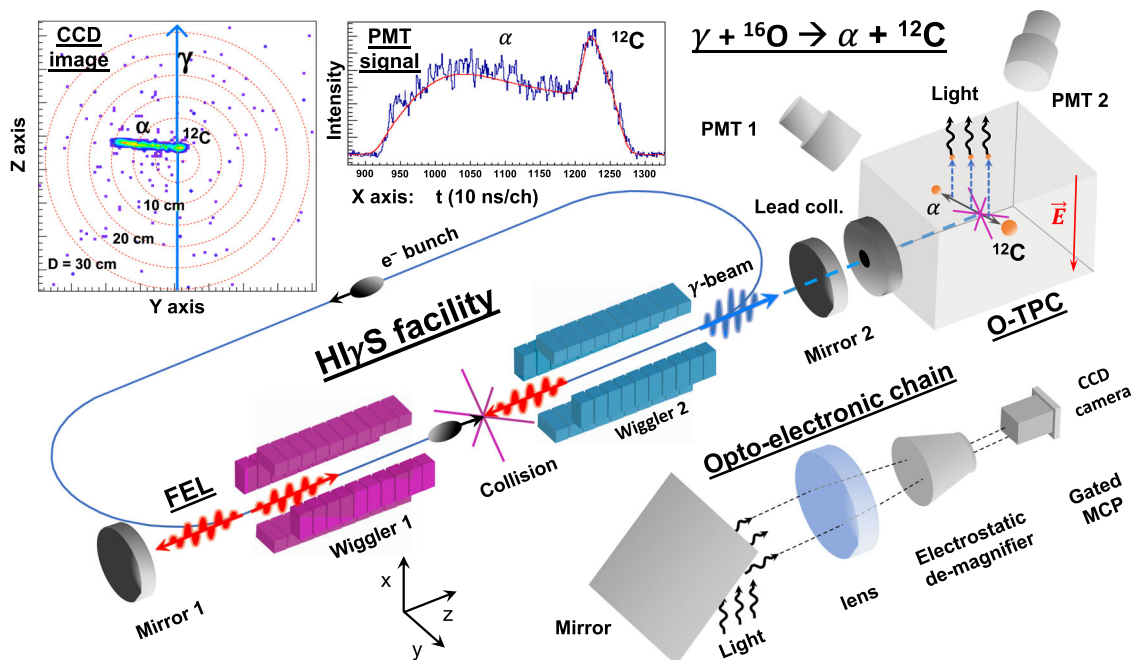 CCD
image
γ
α
¹²C
10 cm
20 cm
D = 30 cm
Z axis
Y axis
PMT
signal
α
¹²C
Intensity
900 950 1000 1050 1100 1150 1200 1250 1300
X axis: t (10 ns/ch)
γ + ¹⁶O → α + ¹²C
PMT 1
PMT 2
Light
Lead coll.
α
¹²C
E
O-TPC
Mirror 2
γ-beam
e⁻ bunch
HIγS facility
Wiggler 2
Collision
FEL
Wiggler 1
Mirror 1
x
z
y
Opto-electronic chain
CCD
camera
Gated
MCP
Electrostatic
de-magnifier
lens
Mirror
Light